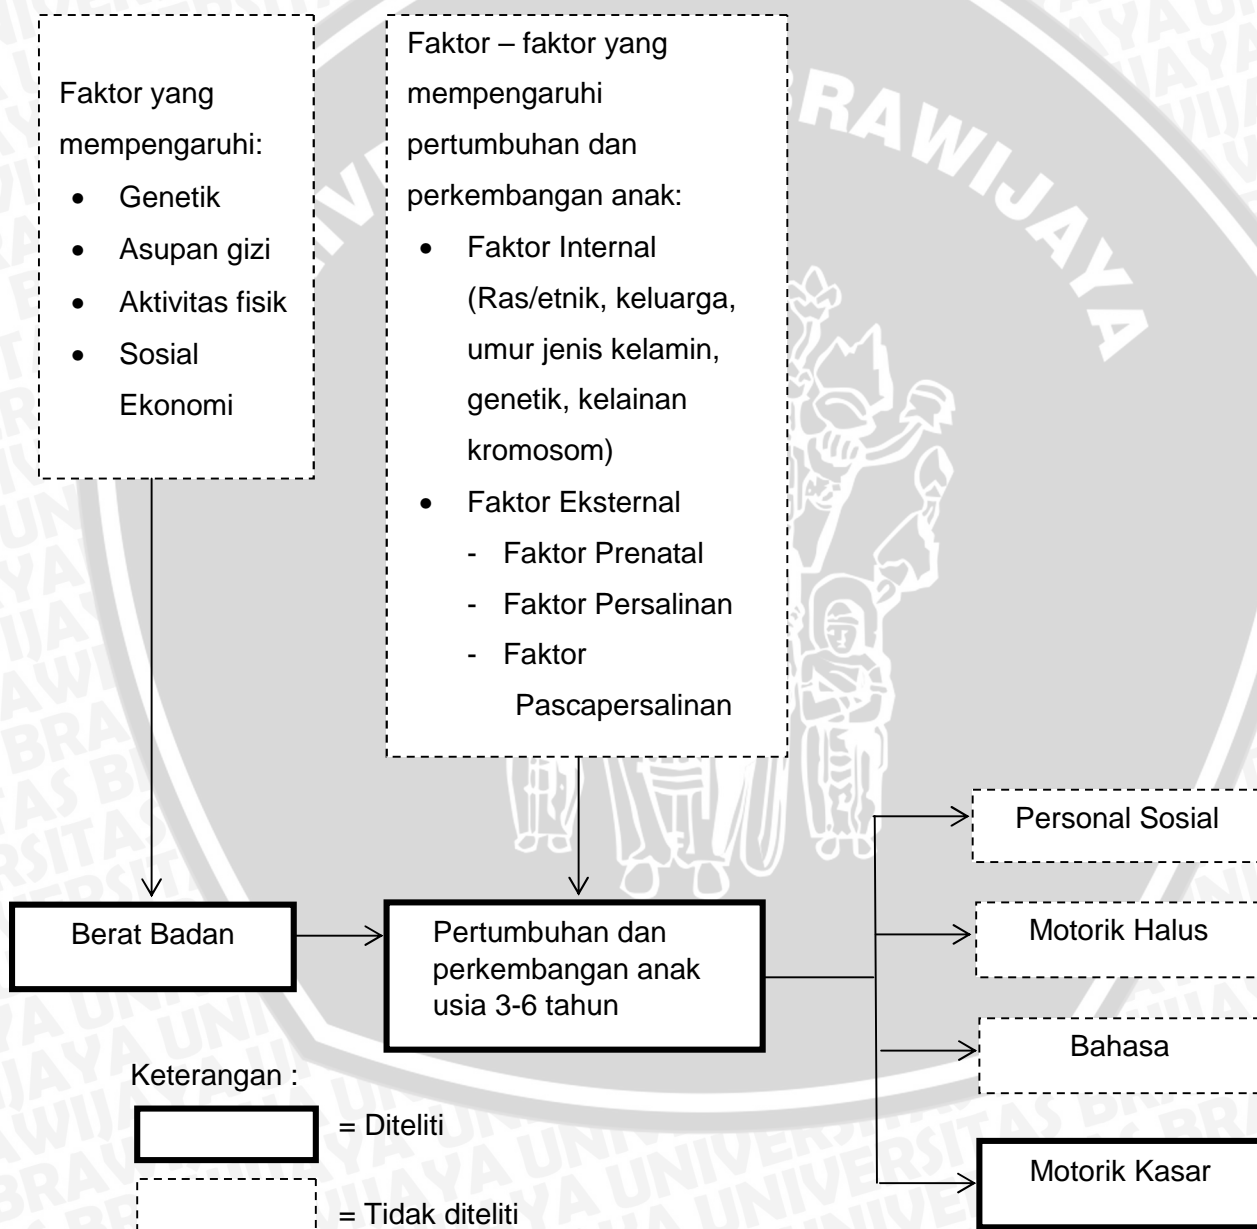 Faktor yang
mempengaruhi:
• Genetik
• Asupan gizi
• Aktivitas fisik
• Sosial
Ekonomi
Faktor – faktor yang
mempengaruhi
pertumbuhan dan
perkembangan anak:
• Faktor Internal
(Ras/etnik, keluarga,
umur jenis kelamin,
genetik, kelainan
kromosom)
• Faktor Eksternal
- Faktor Prenatal
- Faktor Persalinan
- Faktor
Pascapersalinan
BRAWIJAYA
Berat Badan
Pertumbuhan dan
perkembangan anak
usia 3-6 tahun
Personal Sosial
Motorik Halus
Bahasa
Motorik Kasar
Keterangan :
= Diteliti
= Tidak diteliti